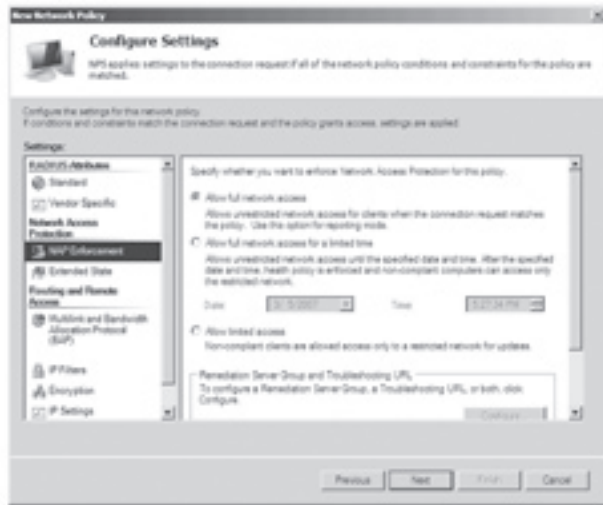 New Network Policy
Configure Settings
NPS applies settings to the connection request if all of the network policy conditions and constraints for the policy are
matched.
Configure the settings for this network policy.
If conditions and constraints match the connection request and the policy grants access, settings are applied.
Settings:
RADIUS Attributes
Standard
Vendor Specific
Network Access
Protection
NAP Enforcement
Extended State
Routing and Remote
Access
Multilink and Bandwidth
Allocation Protocol
(BAP)
IP Filters
Encryption
IP Settings
Specify whether you want to enforce Network Access Protection for this policy.
Allow full network access
Allows unrestricted network access for clients when the connection request matches
the policy. Use this option for reporting mode.
Allow full network access for a limited time
Allows unrestricted network access until the specified date and time. After the specified
date and time, health policy is enforced and non-compliant computers can access only
the restricted network.
Date:
Time:
5:27:24 PM
Allow limited access
Non-compliant clients are allowed access only to a restricted network for updates.
Remediation Server Group and Troubleshooting URL
To configure a Remediation Server Group, a Troubleshooting URL, or both, click
Configure.
Configure...
Previous
Next
Finish
Cancel